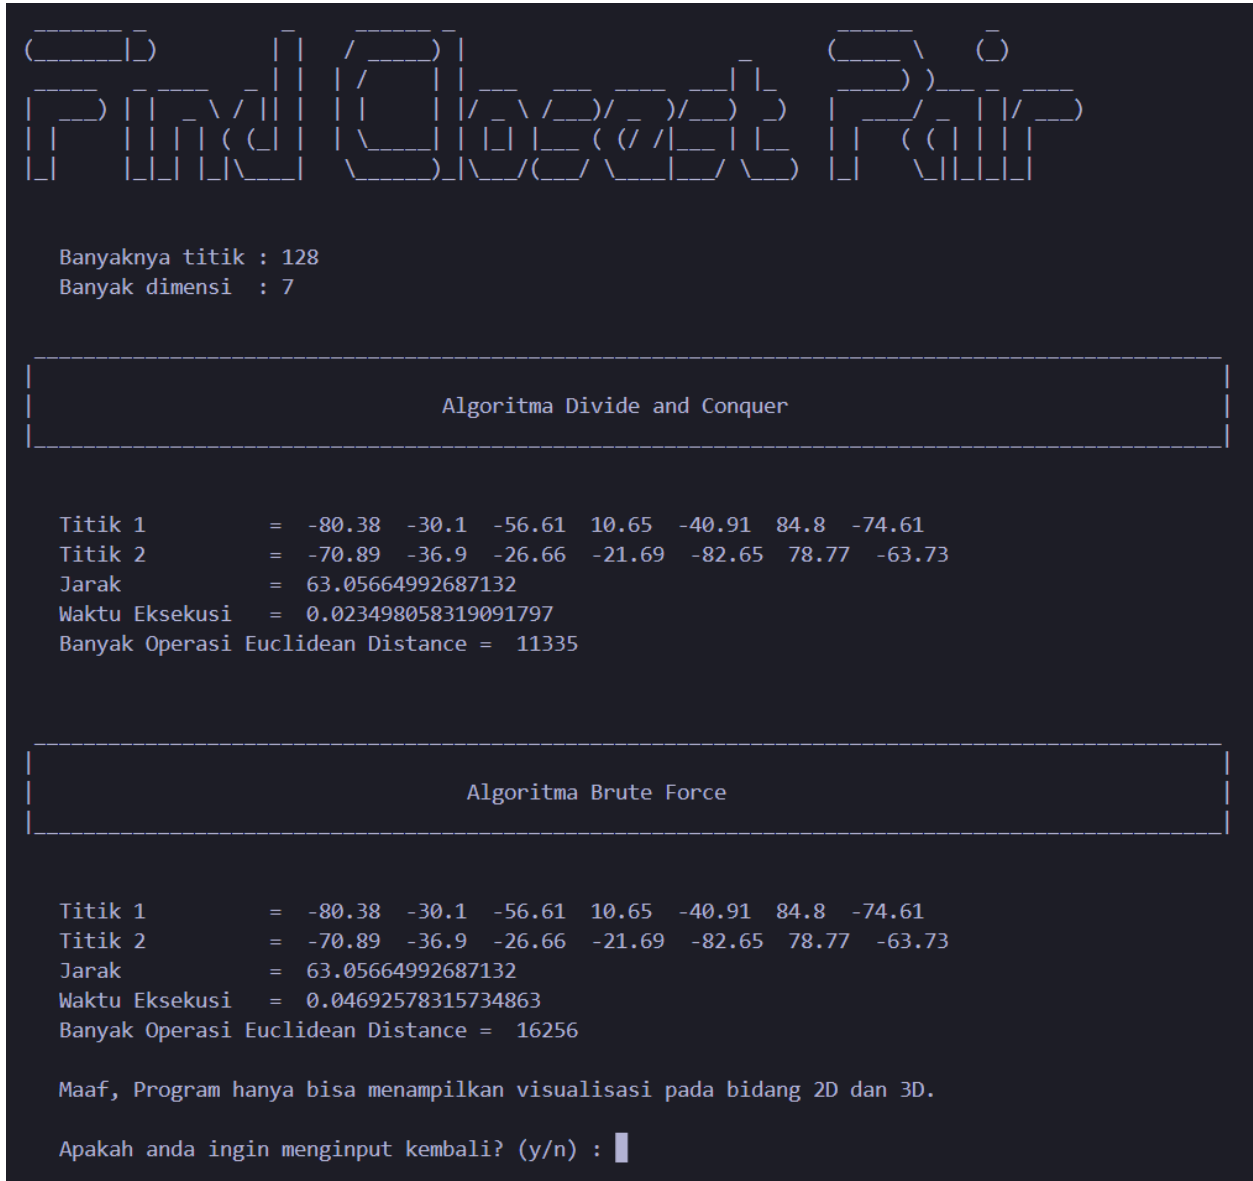 Find Closest Pair
Banyaknya titik : 128
Banyak dimensi  : 7
Algoritma Divide and Conquer
Titik 1          =  -80.38  -30.1  -56.61  10.65  -40.91  84.8  -74.61
Titik 2          =  -70.89  -36.9  -26.66  -21.69  -82.65  78.77  -63.73
Jarak            =  63.05664992687132
Waktu Eksekusi   =  0.023498058319091797
Banyak Operasi Euclidean Distance =  11335
Algoritma Brute Force
Titik 1          =  -80.38  -30.1  -56.61  10.65  -40.91  84.8  -74.61
Titik 2          =  -70.89  -36.9  -26.66  -21.69  -82.65  78.77  -63.73
Jarak            =  63.05664992687132
Waktu Eksekusi   =  0.04692578315734863
Banyak Operasi Euclidean Distance =  16256
Maaf, Program hanya bisa menampilkan visualisasi pada bidang 2D dan 3D.
Apakah anda ingin menginput kembali? (y/n) :